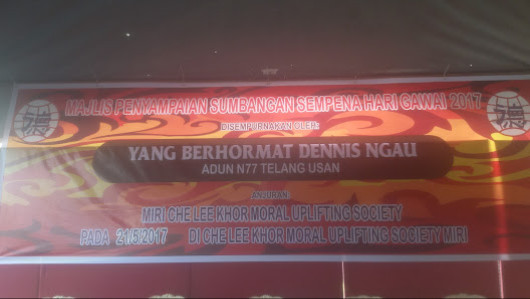 MAJLIS PENYAMPAIAN SUMBANGAN SEMPENA HARI GAWAI 2017
DISEMPURNAKAN OLEH:
YANG BERHORMAT DENNIS NGAU
ADUN N77 TELANG USAN
ANJURAN:
MIRI CHE LEE KHOR MORAL UPLIFTING SOCIETY
PADA 21/5/2017 DI CHE LEE KHOR MORAL UPLIFTING SOCIETY MIRI